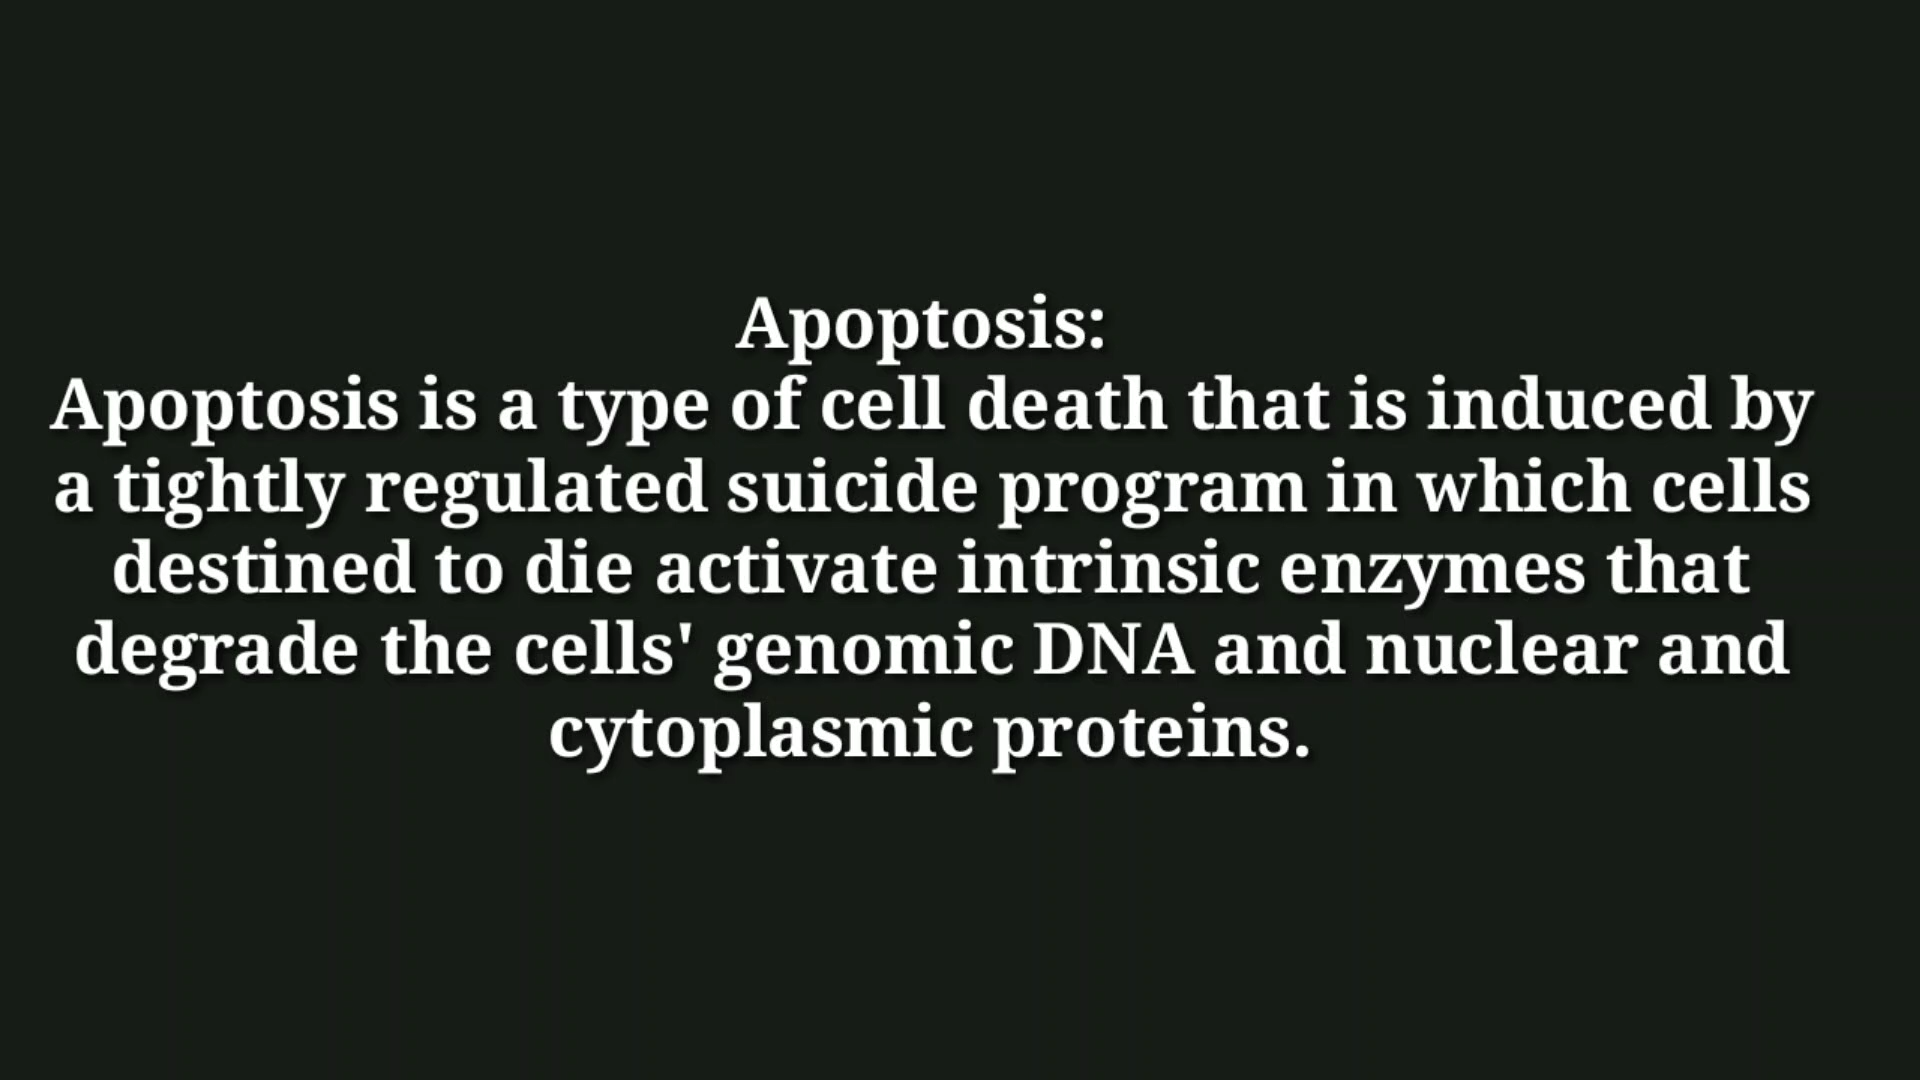 Apoptosis:
Apoptosis is a type of cell death that is induced by
a tightly regulated suicide program in which cells
destined to die activate intrinsic enzymes that
degrade the cells' genomic DNA and nuclear and
cytoplasmic proteins.